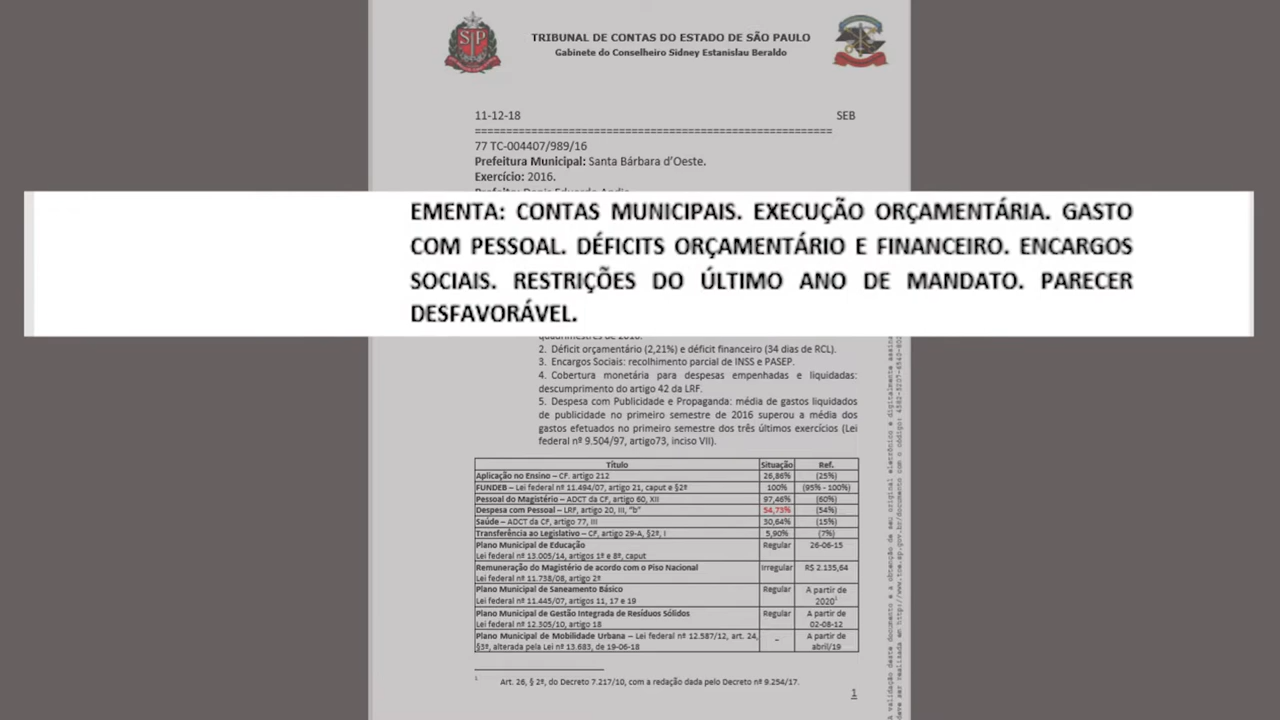 TRIBUNAL DE CONTAS DO ESTADO DE SÃO PAULO
Gabinete do Conselheiro Sidney Estanislau Beraldo
11-12-18 SEB
77 TC-004407/989/16
Prefeitura Municipal: Santa Bárbara d'Oeste.
Exercício: 2016.
EMENTA: CONTAS MUNICIPAIS. EXECUÇÃO ORÇAMENTÁRIA. GASTO
COM PESSOAL. DÉFICITS ORÇAMENTÁRIO E FINANCEIRO. ENCARGOS
SOCIAIS. RESTRIÇÕES DO ÚLTIMO ANO DE MANDATO. PARECER
DESFAVORÁVEL.
2. Déficit orçamentário (2,21%) e déficit financeiro (34 dias de RCL).
3. Encargos Sociais: recolhimento parcial de INSS e PASEP.
4. Cobertura monetária para despesas empenhadas e liquidadas:
descumprimento do artigo 42 da LRF.
5. Despesa com Publicidade e Propaganda: média de gastos liquidados
de publicidade no primeiro semestre de 2016 superou a média dos
gastos efetuados no primeiro semestre dos três últimos exercícios (Lei
federal nº 9.504/97, artigo73, inciso VII).
Título Situação Ref.
Aplicação no Ensino – CF. artigo 212 26,86% (25%)
FUNDEB – Lei federal nº 11.494/07, artigo 21, caput e §2º 100% (95% - 100%)
Pessoal do Magistério – ADCT da CF, artigo 60, XII 97,46% (60%)
Despesa com Pessoal – LRF, artigo 20, III, "b" 54,73% (54%)
Saúde – ADCT da CF, artigo 77, III 30,64% (15%)
Transferência ao Legislativo – CF, artigo 29-A, §2º, I 5,90% (7%)
Plano Municipal de Educação Regular 26-06-15
Lei federal nº 13.005/14, artigos 1º e 8º, caput
Remuneração do Magistério de acordo com o Piso Nacional Irregular R$ 2.135,64
Lei federal nº 11.738/08, artigo 2º
Plano Municipal de Saneamento Básico Regular A partir de
Lei federal nº 11.445/07, artigos 11, 17 e 19 2020¹
Plano Municipal de Gestão Integrada de Resíduos Sólidos Regular A partir de
Lei federal nº 12.305/10, artigo 18 02-08-12
Plano Municipal de Mobilidade Urbana – Lei federal nº 12.587/12, art. 24, – A partir de
§3º, alterada pela Lei nº 13.683, de 19-06-18 abril/19
¹ Art. 26, § 2º, do Decreto 7.217/10, com a redação dada pelo Decreto nº 9.254/17.
1